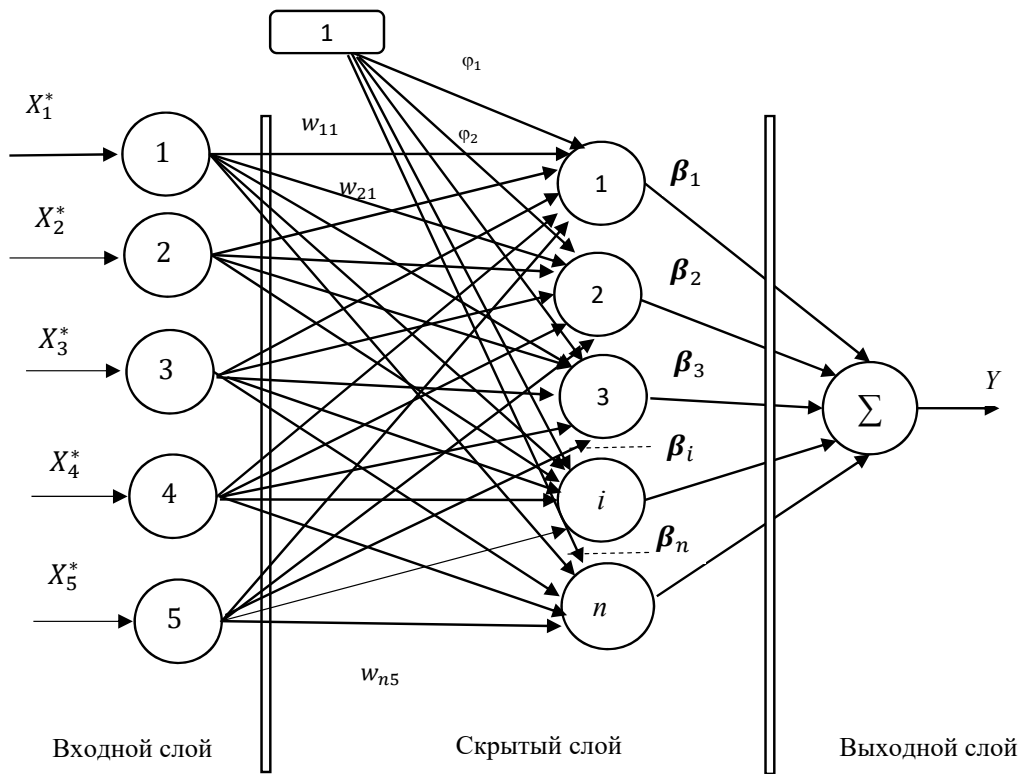 1
φ₁
X₁*
w₁₁
φ₂
1
1
β₁
w₂₁
X₂*
2
2
β₂
X₃*
3
3
β₃
Y
Σ
X₄*
4
i
βᵢ
βₙ
X₅*
5
n
wₙ₅
Входной слой
Скрытый слой
Выходной слой